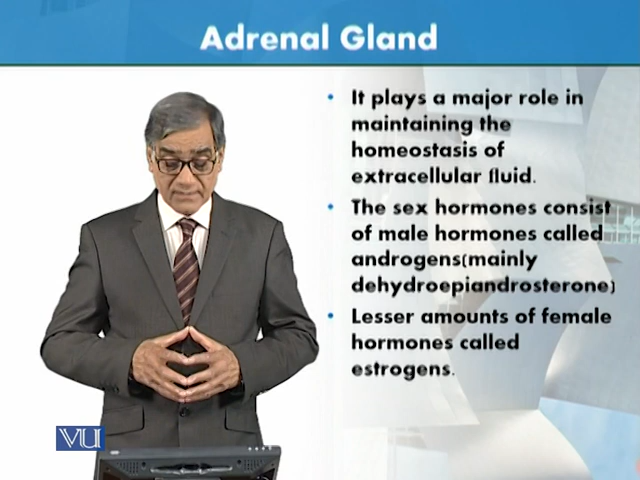 Adrenal Gland
• It plays a major role in
maintaining the
homeostasis of
extracellular fluid.
• The sex hormones consist
of male hormones called
androgens(mainly
dehydroepiandrosterone)
• Lesser amounts of female
hormones called
estrogens.
VU